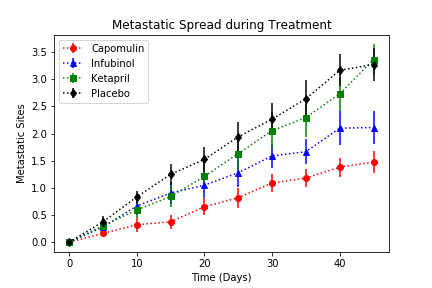 Metastatic Spread during Treatment
Capomulin
Infubinol
Ketapril
Placebo
Metastatic Sites
3.5
3.0
2.5
2.0
1.5
1.0
0.5
0.0
0 10 20 30 40
Time (Days)